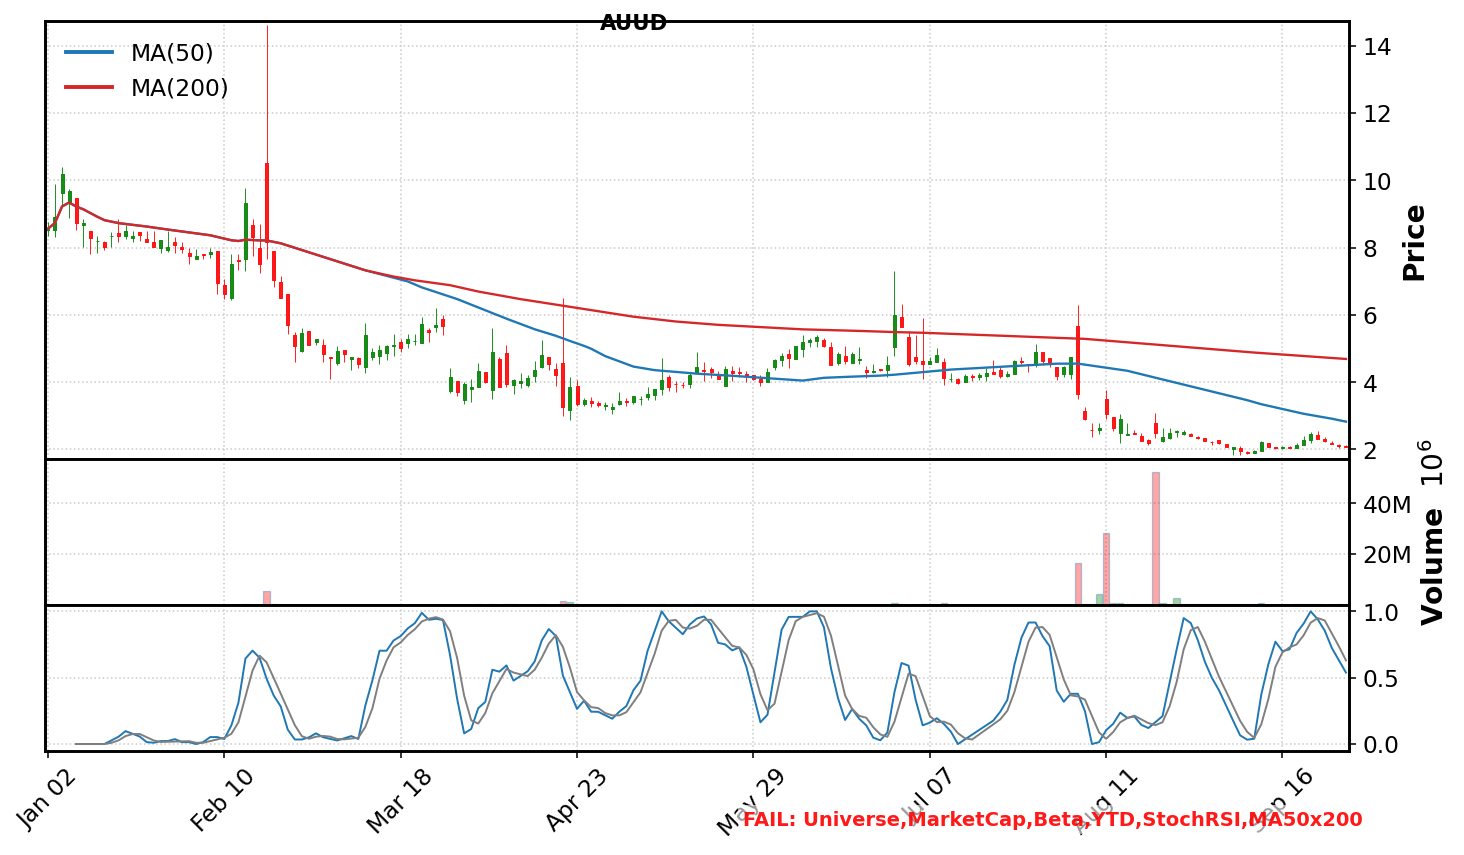 AUUD
MA(50)
MA(200)
14
12
10
8
6
4
2
Price
40M
20M
Volume 10^6
1.0
0.5
0.0
Jan 02
Feb 10
Mar 18
Apr 23
May 29
Jul 07
Aug 11
Sep 16
FAIL: Universe,MarketCap,Beta,YTD,StochRSI,MA50x200